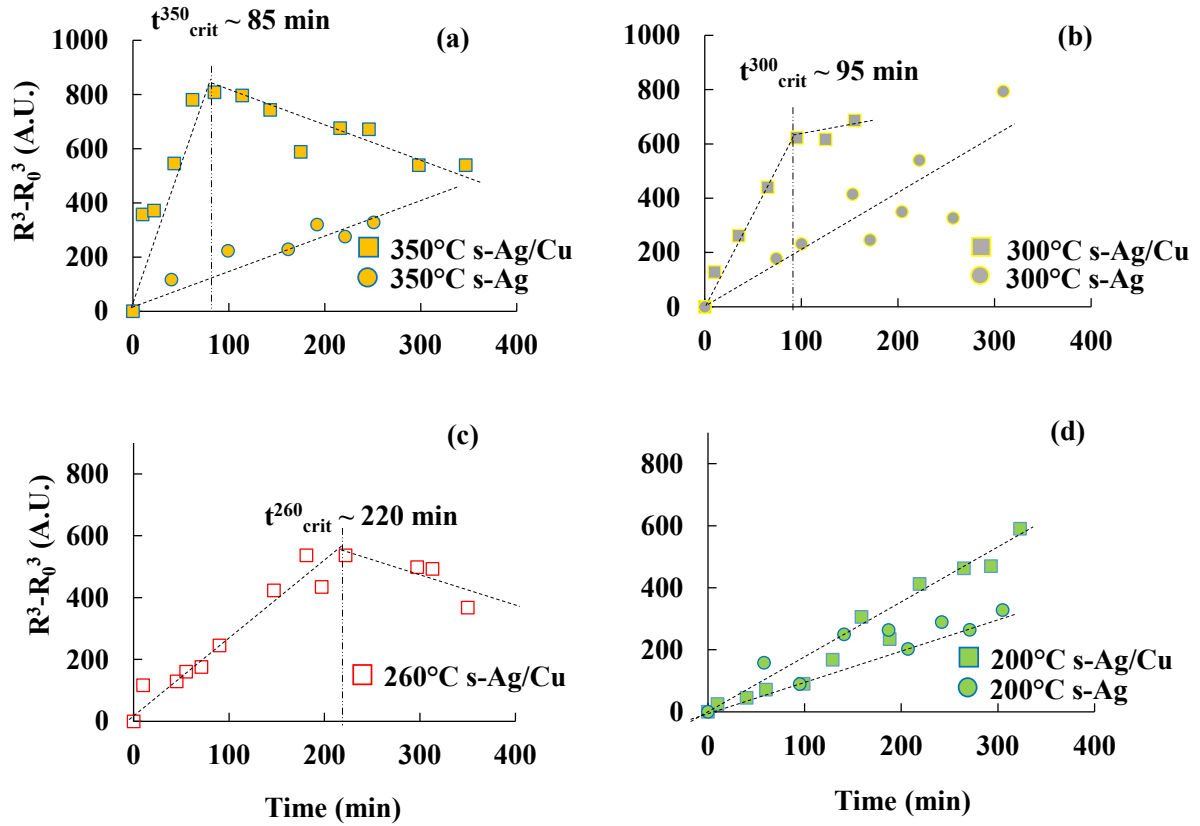 t³⁵⁰crit ~ 85 min
(a)
1000
800
600
400
200
0
R³-R₀³ (A.U.)
350°C s-Ag/Cu
350°C s-Ag
0 100 200 300 400
(b)
t³⁰⁰crit ~ 95 min
1000
800
600
400
200
0
300°C s-Ag/Cu
300°C s-Ag
0 100 200 300 400
(c)
t²⁶⁰crit ~ 220 min
800
600
400
200
0
R³-R₀³ (A.U.)
260°C s-Ag/Cu
0 100 200 300 400
Time (min)
(d)
800
600
400
200
0
200°C s-Ag/Cu
200°C s-Ag
0 100 200 300 400
Time (min)